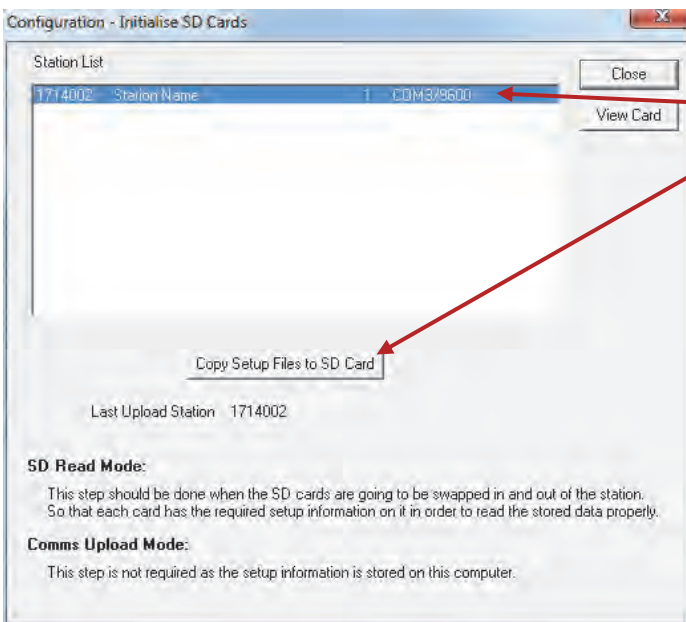 Configuration - Initialise SD Cards
Station List
1714002 Station Name 1 COM3/9600
Close
View Card
Copy Setup Files to SD Card
Last Upload Station 1714002
SD Read Mode:
This step should be done when the SD cards are going to be swapped in and out of the station.
So that each card has the required setup information on it in order to read the stored data properly.
Comms Upload Mode:
This step is not required as the setup information is stored on this computer.